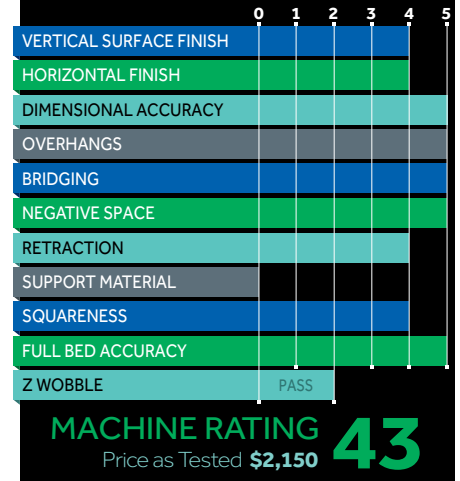 0 1 2 3 4 5
VERTICAL SURFACE FINISH
HORIZONTAL FINISH
DIMENSIONAL ACCURACY
OVERHANGS
BRIDGING
NEGATIVE SPACE
RETRACTION
SUPPORT MATERIAL
SQUARENESS
FULL BED ACCURACY
Z WOBBLE PASS
MACHINE RATING 43
Price as Tested $2,150